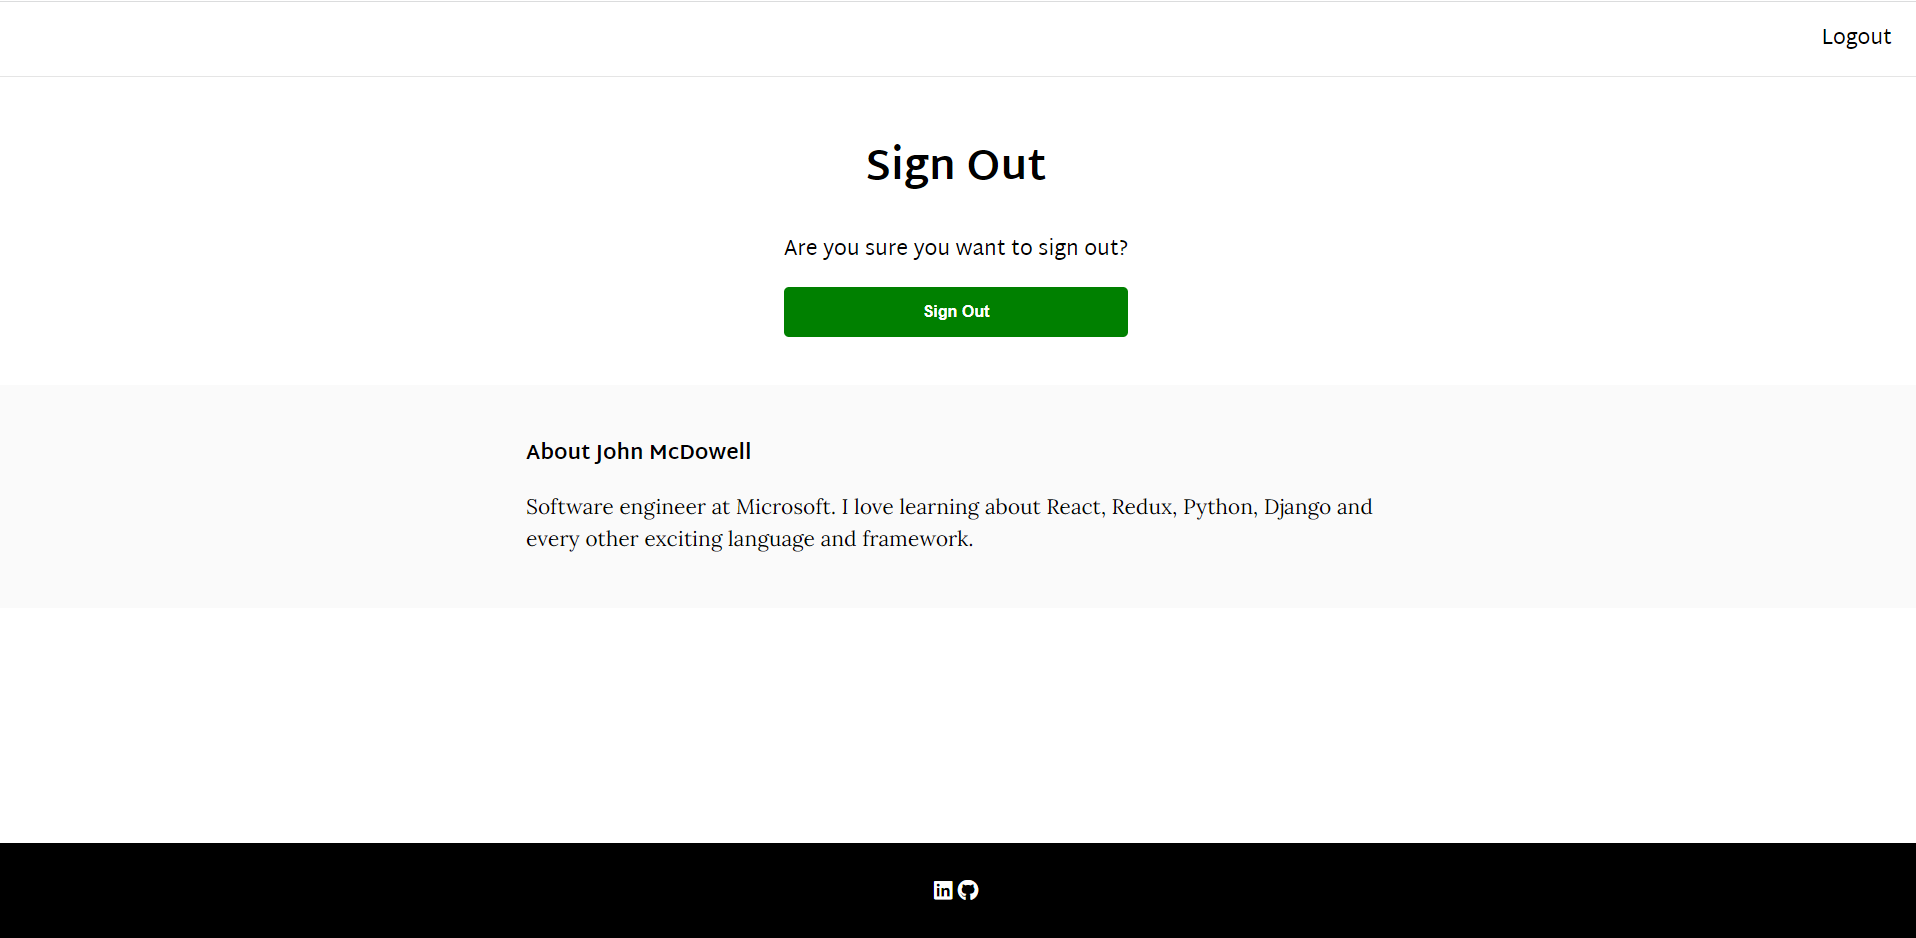 Logout
Sign Out
Are you sure you want to sign out?
Sign Out
About John McDowell
Software engineer at Microsoft. I love learning about React, Redux, Python, Django and
every other exciting language and framework.
in